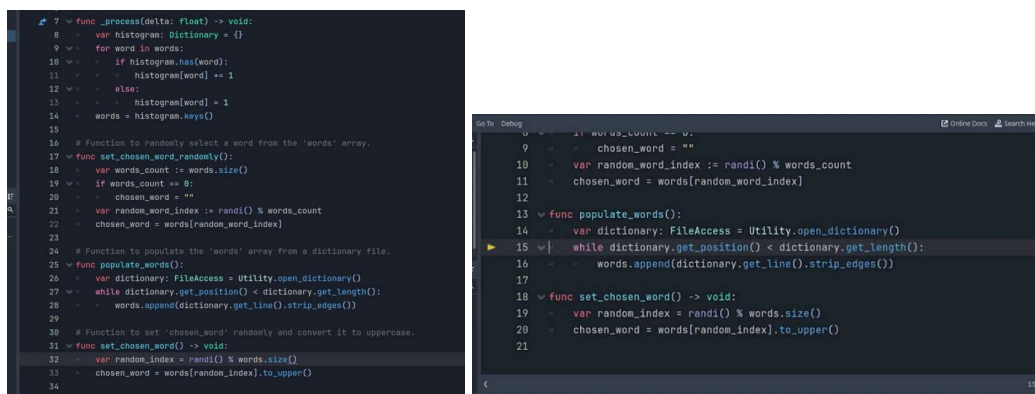 7 func _process(delta: float) -> void:
8 var histogram: Dictionary = {}
9 for word in words:
10 if histogram.has(word):
11 histogram[word] += 1
12 else:
13 histogram[word] = 1
14 words = histogram.keys()
15
16 # Function to randomly select a word from the 'words' array.
17 func set_chosen_word_randomly():
18 var words_count := words.size()
19 if words_count == 0:
20 chosen_word = ""
21 var random_word_index := randi() % words_count
22 chosen_word = words[random_word_index]
23
24 # Function to populate the 'words' array from a dictionary file.
25 func populate_words():
26 var dictionary: FileAccess = Utility.open_dictionary()
27 while dictionary.get_position() < dictionary.get_length():
28 words.append(dictionary.get_line().strip_edges())
29
30 # Function to set 'chosen_word' randomly and convert it to uppercase.
31 func set_chosen_word() -> void:
32 var random_index = randi() % words.size()
33 chosen_word = words[random_index].to_upper()
34
Go To Debug Online Docs Search He
8 if words_count == 0:
9 chosen_word = ""
10 var random_word_index := randi() % words_count
11 chosen_word = words[random_word_index]
12
13 func populate_words():
14 var dictionary: FileAccess = Utility.open_dictionary()
15 while dictionary.get_position() < dictionary.get_length():
16 words.append(dictionary.get_line().strip_edges())
17
18 func set_chosen_word() -> void:
19 var random_index = randi() % words.size()
20 chosen_word = words[random_index].to_upper()
21